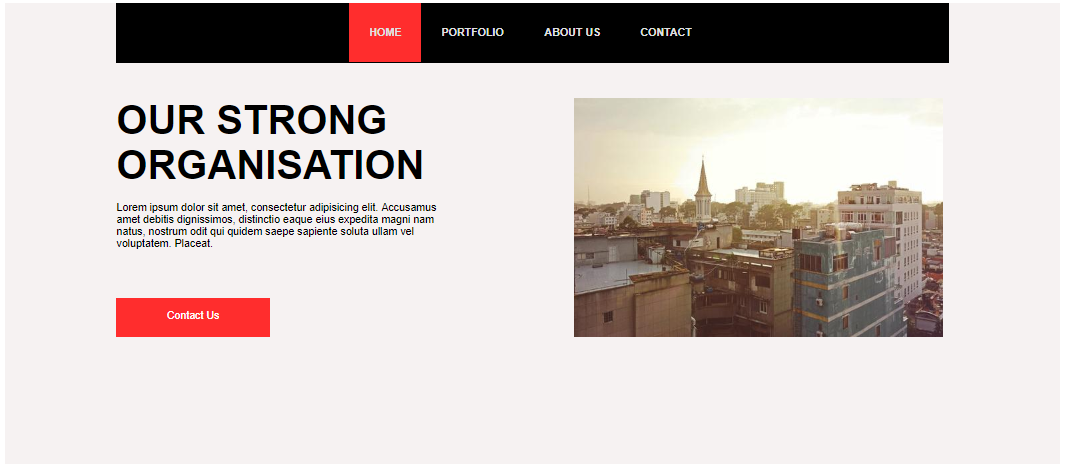 HOME PORTFOLIO ABOUT US CONTACT
OUR STRONG
ORGANISATION
Lorem ipsum dolor sit amet, consectetur adipisicing elit. Accusamus
amet debitis dignissimos, distinctio eaque eius expedita magni nam
natus, nostrum odit qui quidem saepe sapiente soluta ullam vel
voluptatem. Placeat.
Contact Us